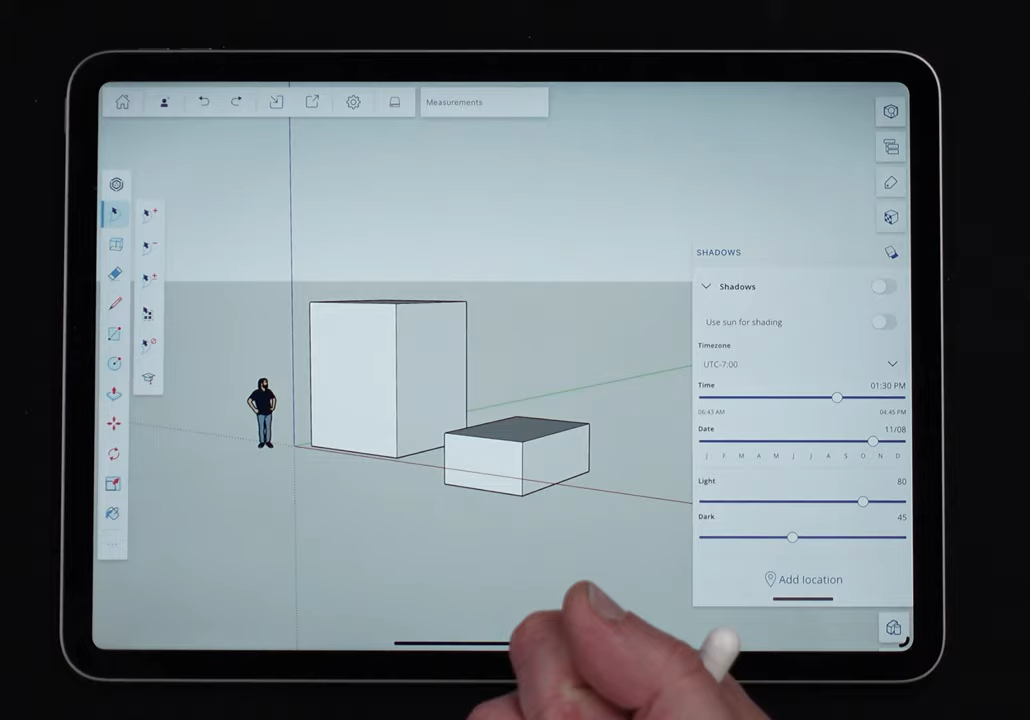 Measurements
SHADOWS
Shadows
Use sun for shading
Timezone
UTC-7:00
Time 01:30 PM
06:43 AM 04:45 PM
Date 11/08
J F M A M J J A S O N D
Light 80
Dark 45
Add location